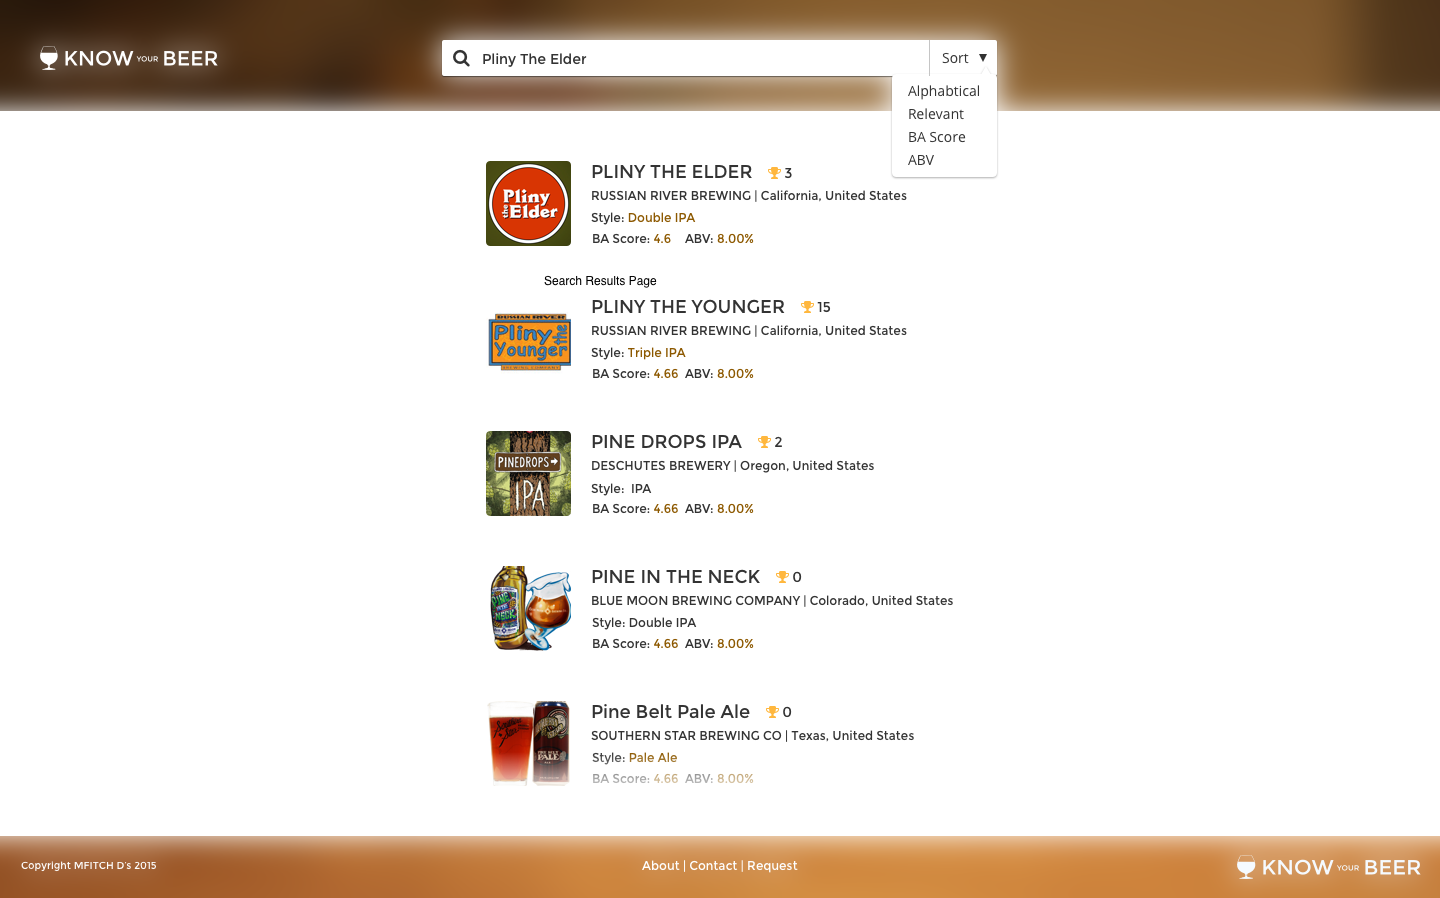 KNOW YOUR BEER
Pliny The Elder
Sort ▼
Alphabtical
Relevant
BA Score
ABV
Pliny
the
Elder
PLINY THE ELDER 3
RUSSIAN RIVER BREWING | California, United States
Style: Double IPA
BA Score: 4.6 ABV: 8.00%
Search Results Page
RUSSIAN RIVER
Pliny the
Younger
PLINY THE YOUNGER 15
RUSSIAN RIVER BREWING | California, United States
Style: Triple IPA
BA Score: 4.66 ABV: 8.00%
PINEDROPS
IPA
PINE DROPS IPA 2
DESCHUTES BREWERY | Oregon, United States
Style: IPA
BA Score: 4.66 ABV: 8.00%
PINE IN THE NECK 0
BLUE MOON BREWING COMPANY | Colorado, United States
Style: Double IPA
BA Score: 4.66 ABV: 8.00%
PINE BELT
PALE
ALE
Pine Belt Pale Ale 0
SOUTHERN STAR BREWING CO | Texas, United States
Style: Pale Ale
BA Score: 4.66 ABV: 8.00%
Copyright MFITCH D's 2015
About | Contact | Request
KNOW YOUR BEER